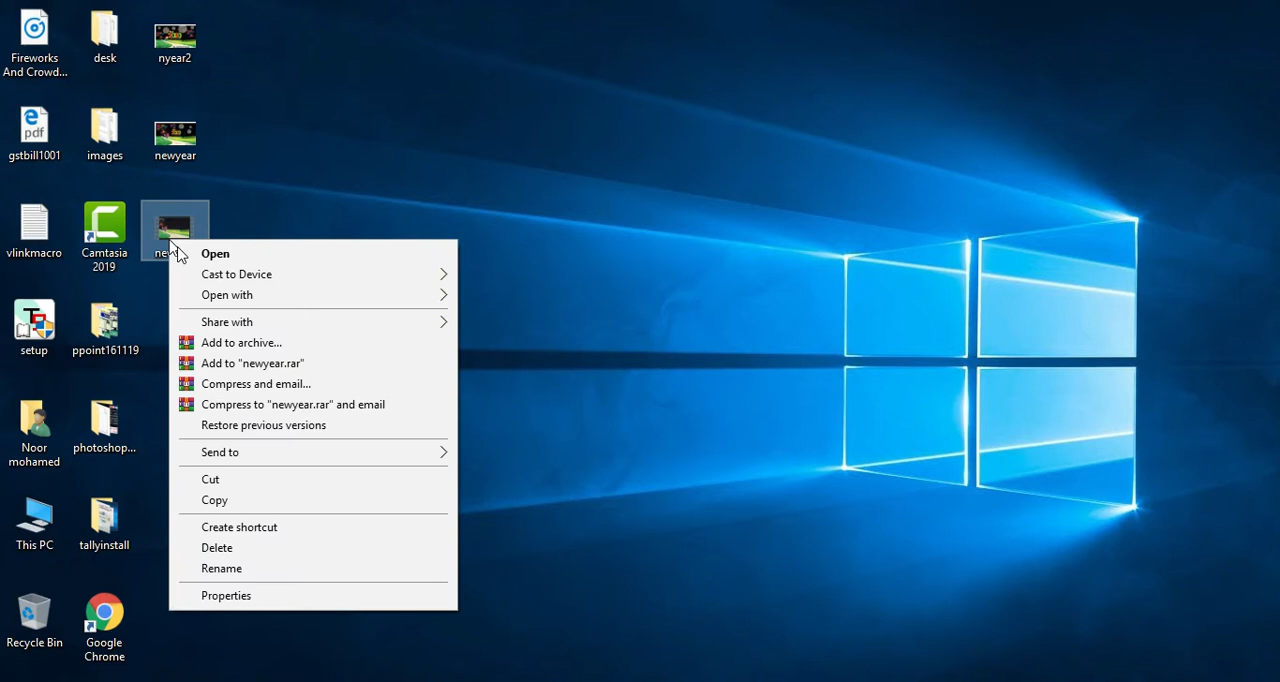 Fireworks
And Crowd...
desk
nyear2
gstbill1001
images
newyear
vlinkmacro
Camtasia
2019
setup
ppoint161119
Noor
mohamed
photoshop...
This PC
tallyinstall
Recycle Bin
Google
Chrome
Open
Cast to Device
Open with
Share with
Add to archive...
Add to "newyear.rar"
Compress and email...
Compress to "newyear.rar" and email
Restore previous versions
Send to
Cut
Copy
Create shortcut
Delete
Rename
Properties